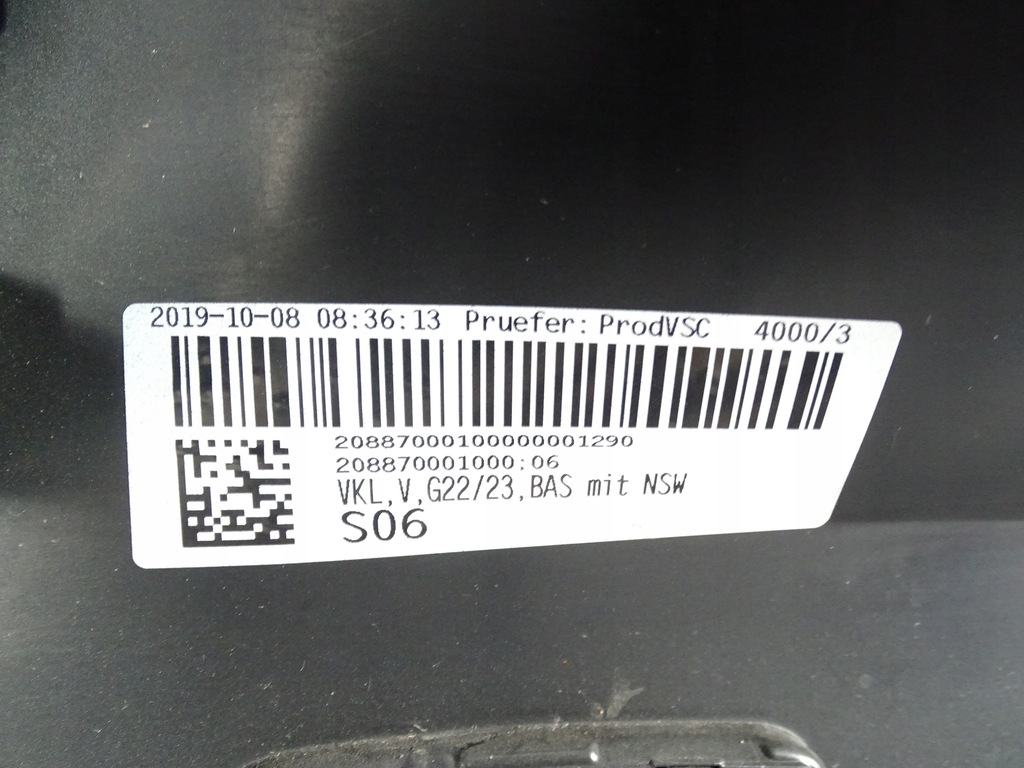 2019-10-08 08:36:13 Pruefer: ProdVSC 4000/3
20887000100000001290
208870001000;06
VKL,V,G22/23,BAS mit NSW
S06